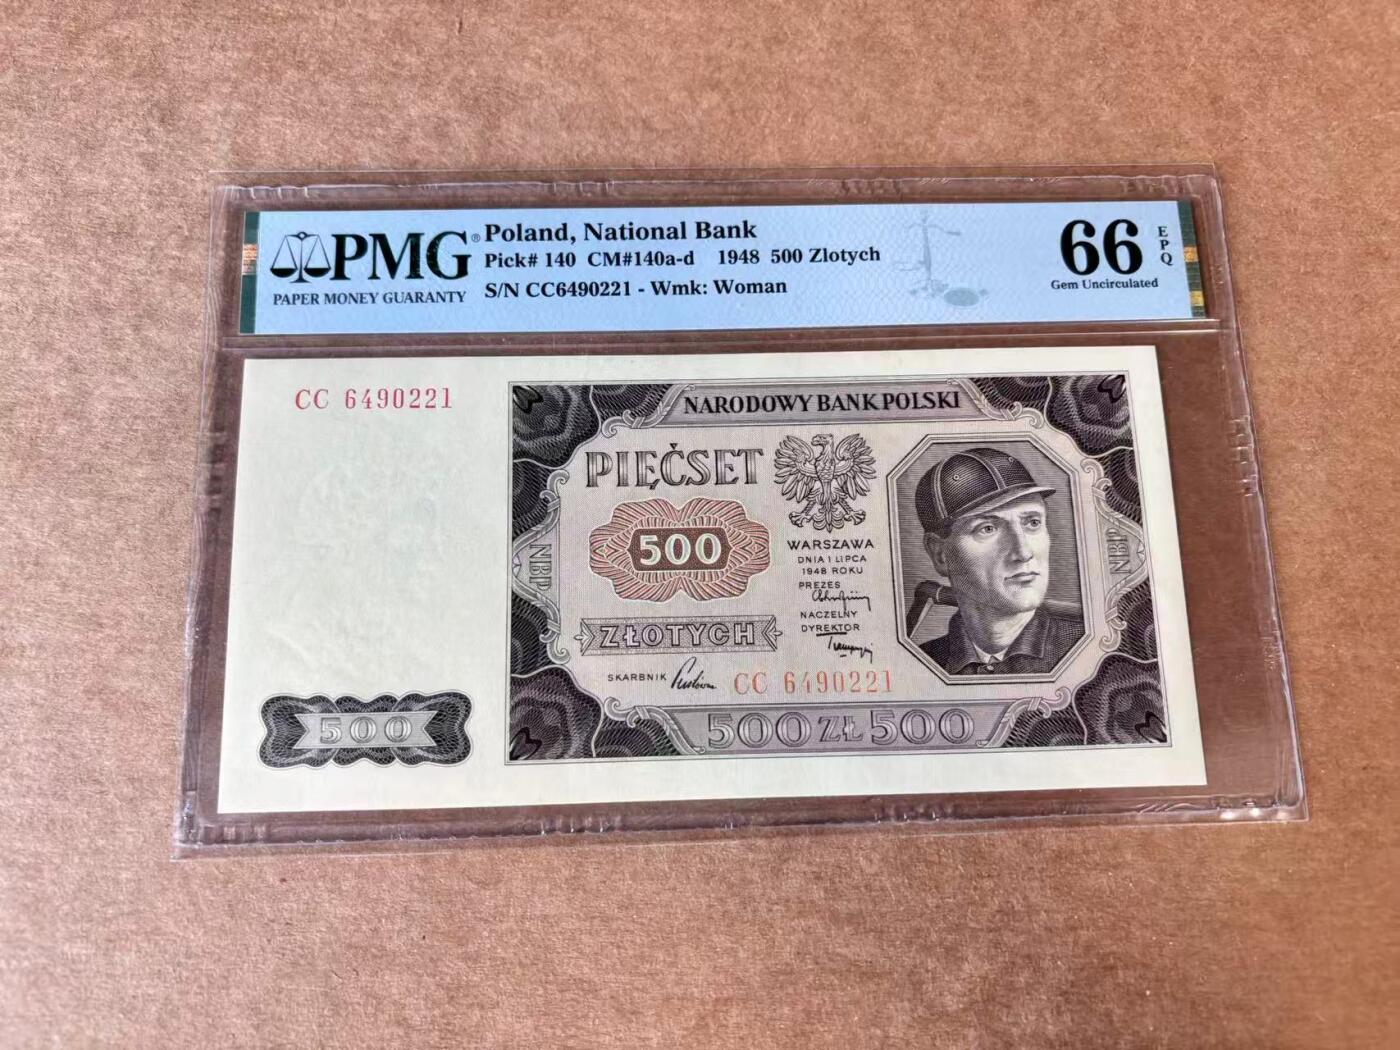 PMG®
PAPER MONEY GUARANTY
Poland, National Bank
Pick# 140 CM#140a-d 1948 500 Zlotych
S/N CC6490221 - Wmk: Woman
66 EPQ
Gem Uncirculated
CC 6490221
NARODOWY BANK POLSKI
PIĘĆSET
500
WARSZAWA
DNIA 1 LIPCA
1948 ROKU
PREZES
NACZELNY
DYREKTOR
ZŁOTYCH
SKARBNIK
CC 6490221
NBP
NBP
500
500 ZŁ 500